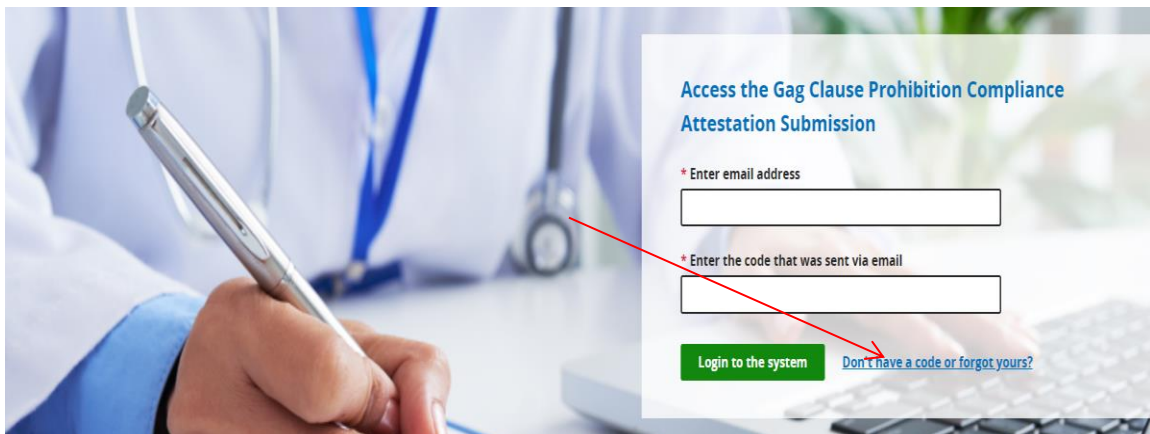 Access the Gag Clause Prohibition Compliance
Attestation Submission
* Enter email address
* Enter the code that was sent via email
Login to the system
Don't have a code or forgot yours?